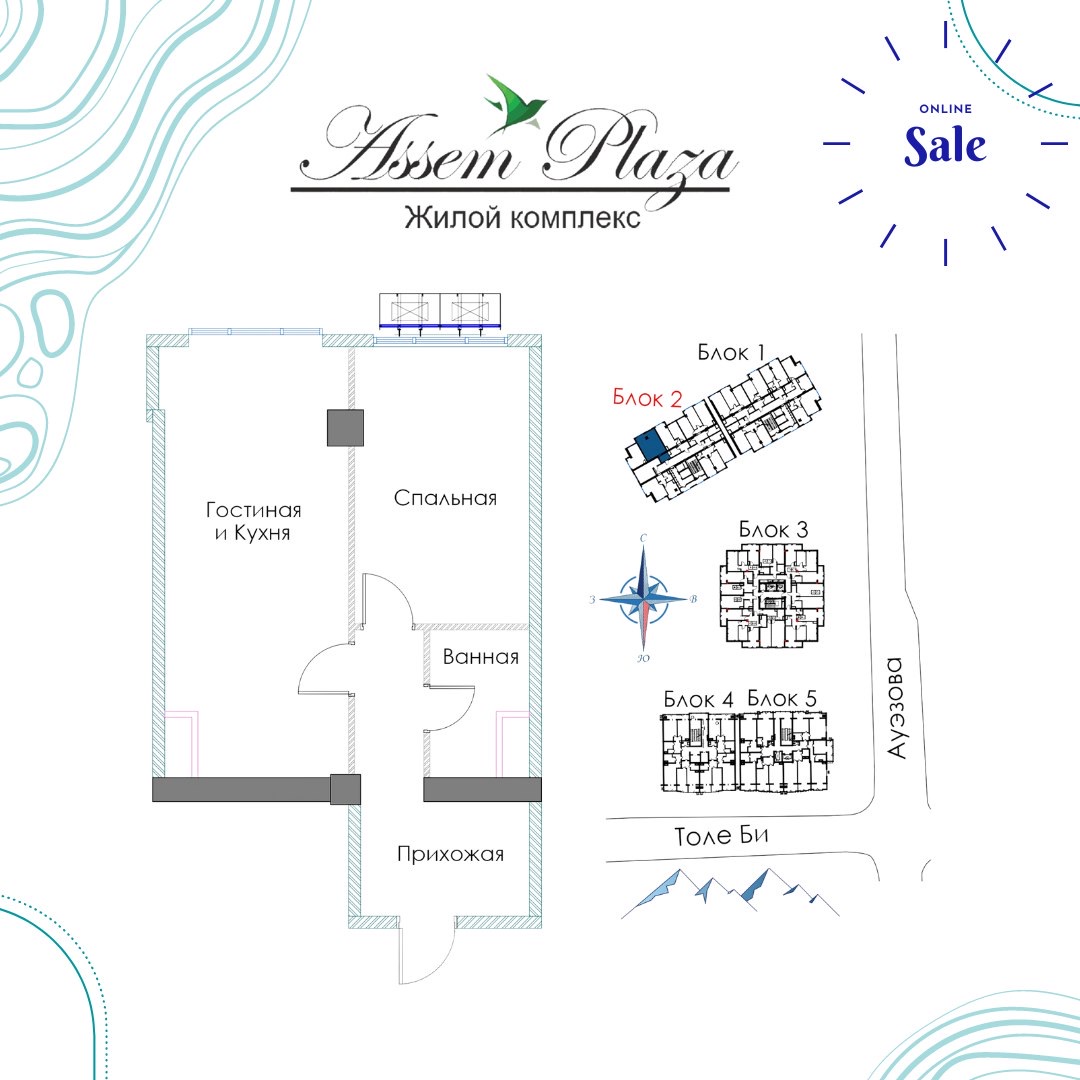 ONLINE
Sale
Assem Plaza
Жилой комплекс
Гостиная
и Кухня
Спальная
Ванная
Прихожая
Блок 1
Блок 2
Блок 3
С
З
В
Ю
Блок 4
Блок 5
Ауэзова
Толе Би